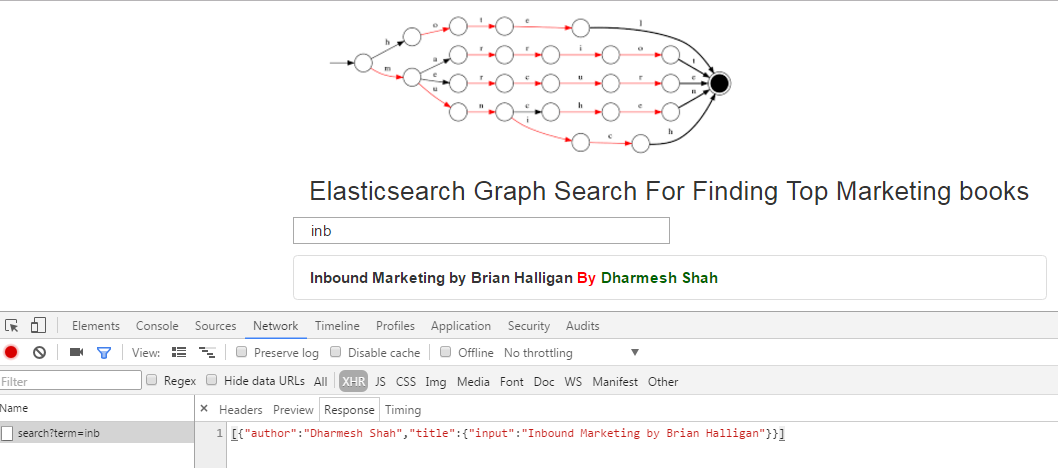 h o t e l
m a r r i o t
e r c u r e
u n c h e n
i c h
Elasticsearch Graph Search For Finding Top Marketing books
inb
Inbound Marketing by Brian Halligan By Dharmesh Shah
Elements Console Sources Network Timeline Profiles Application Security Audits
View: Preserve log Disable cache Offline No throttling
Filter Regex Hide data URLs All XHR JS CSS Img Media Font Doc WS Manifest Other
Name × Headers Preview Response Timing
search?term=inb 1 [{"author":"Dharmesh Shah","title":{"input":"Inbound Marketing by Brian Halligan"}}]